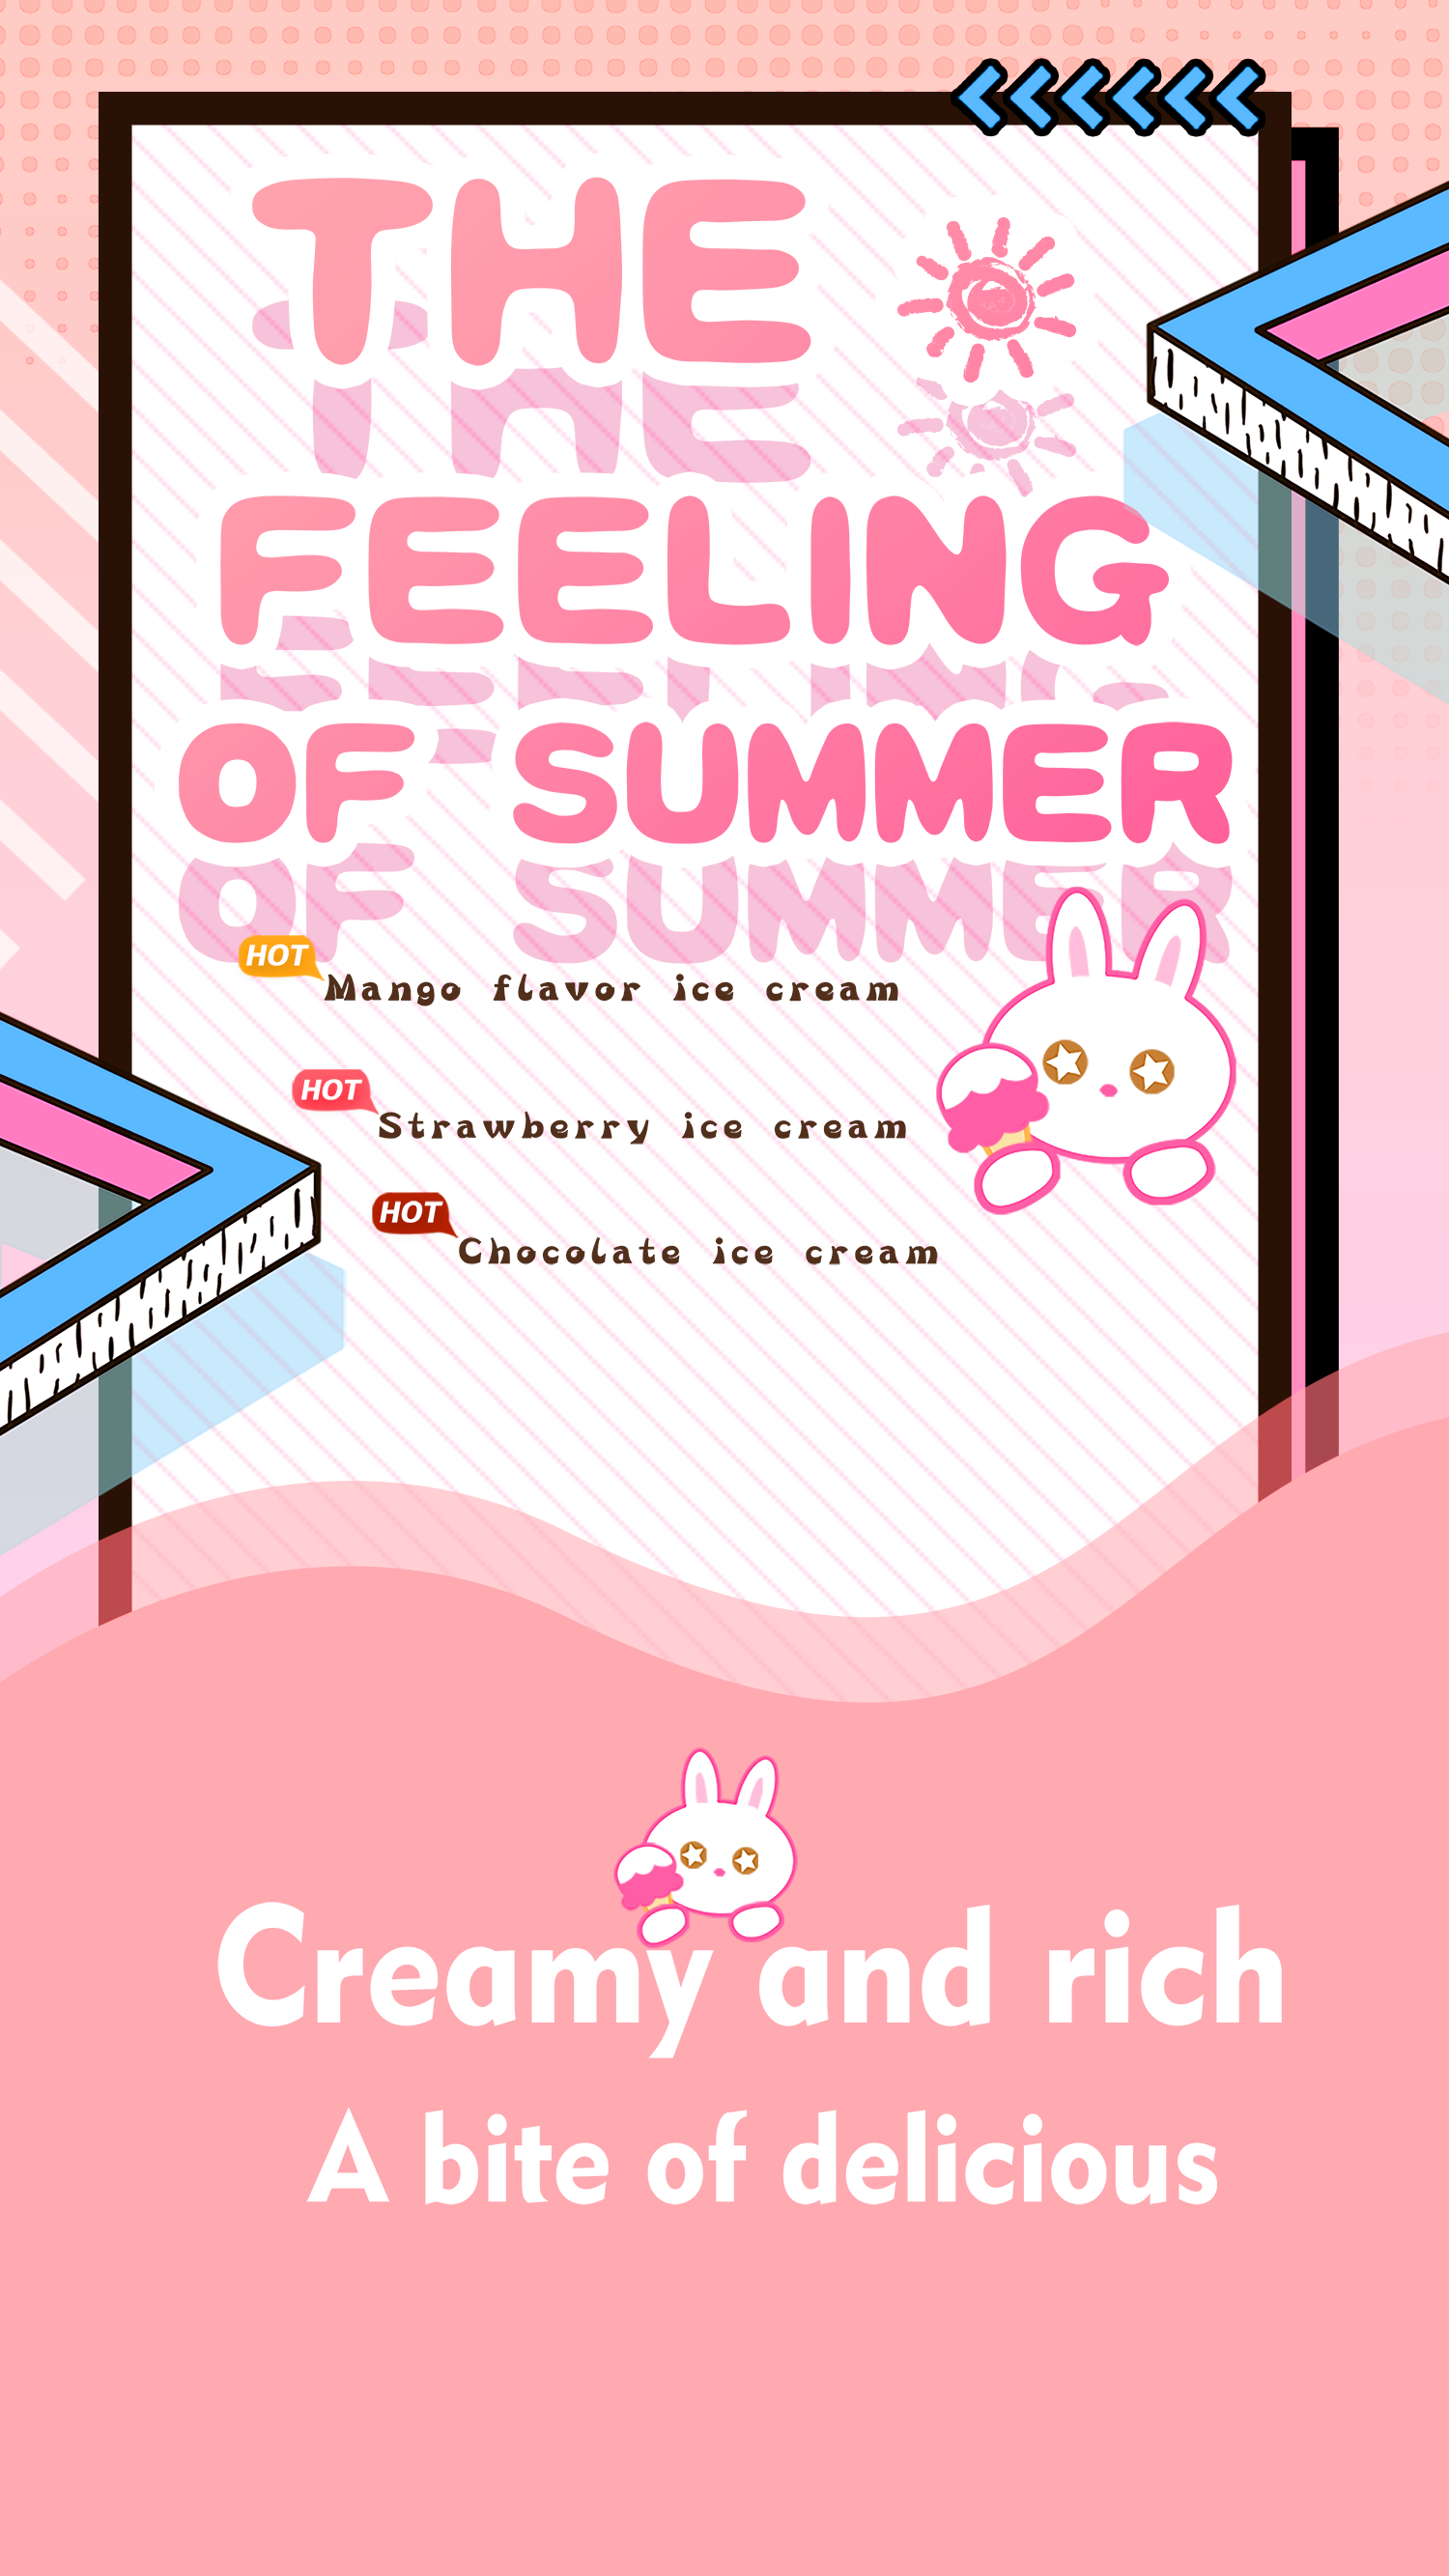 THE
FEELING
OF SUMMER
HOT
Mango flavor ice cream
HOT
Strawberry ice cream
HOT
Chocolate ice cream
Creamy and rich
A bite of delicious